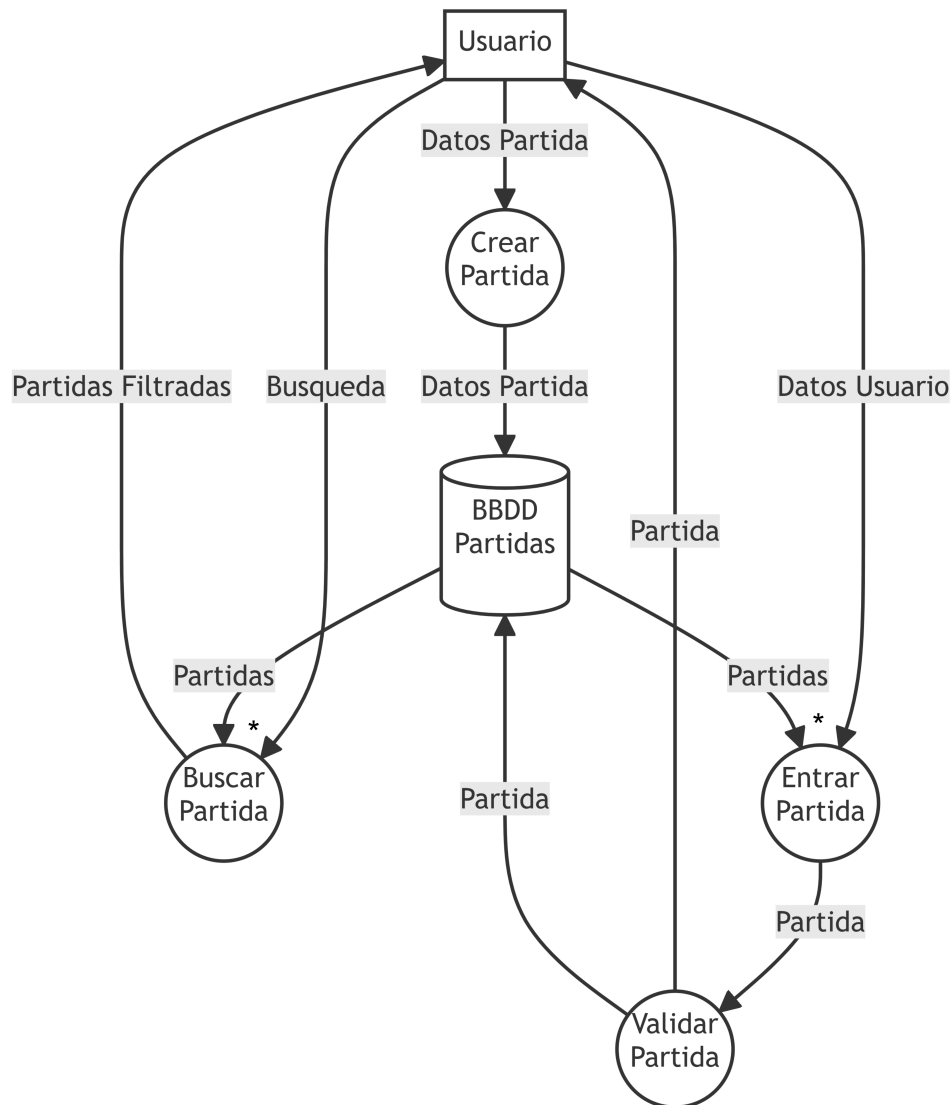 Usuario
Datos Partida
Crear
Partida
Partidas Filtradas
Busqueda
Datos Partida
Datos Usuario
BBDD
Partidas
Partida
Partidas
Partidas
*
*
Buscar
Partida
Partida
Entrar
Partida
Partida
Validar
Partida